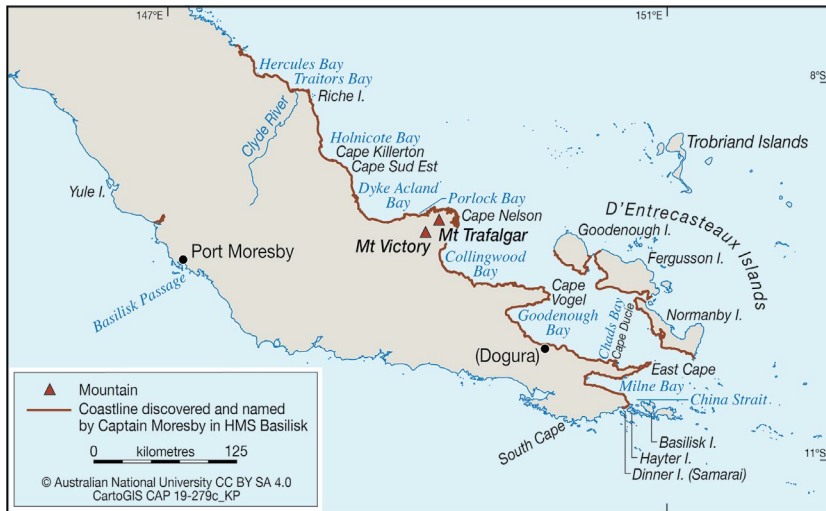 147°E
151°E
8°S
Hercules Bay
Traitors Bay
Riche I.
Clyde River
Holnicote Bay
Cape Killerton
Cape Sud Est
Trobriand Islands
Yule I.
Dyke Acland
Bay
Porlock Bay
Cape Nelson
Mt Trafalgar
Mt Victory
D'Entrecasteaux Islands
Goodenough I.
Fergusson I.
Port Moresby
Basilisk Passage
Collingwood
Bay
Cape
Vogel
Goodenough
Bay
Chads Bay
Cape Ducie
Normanby I.
(Dogura)
East Cape
Milne Bay
China Strait
South Cape
Basilisk I.
Hayter I.
Dinner I. (Samarai)
11°S
Mountain
Coastline discovered and named
by Captain Moresby in HMS Basilisk
0 kilometres 125
© Australian National University CC BY SA 4.0
CartoGIS CAP 19-279c_KP